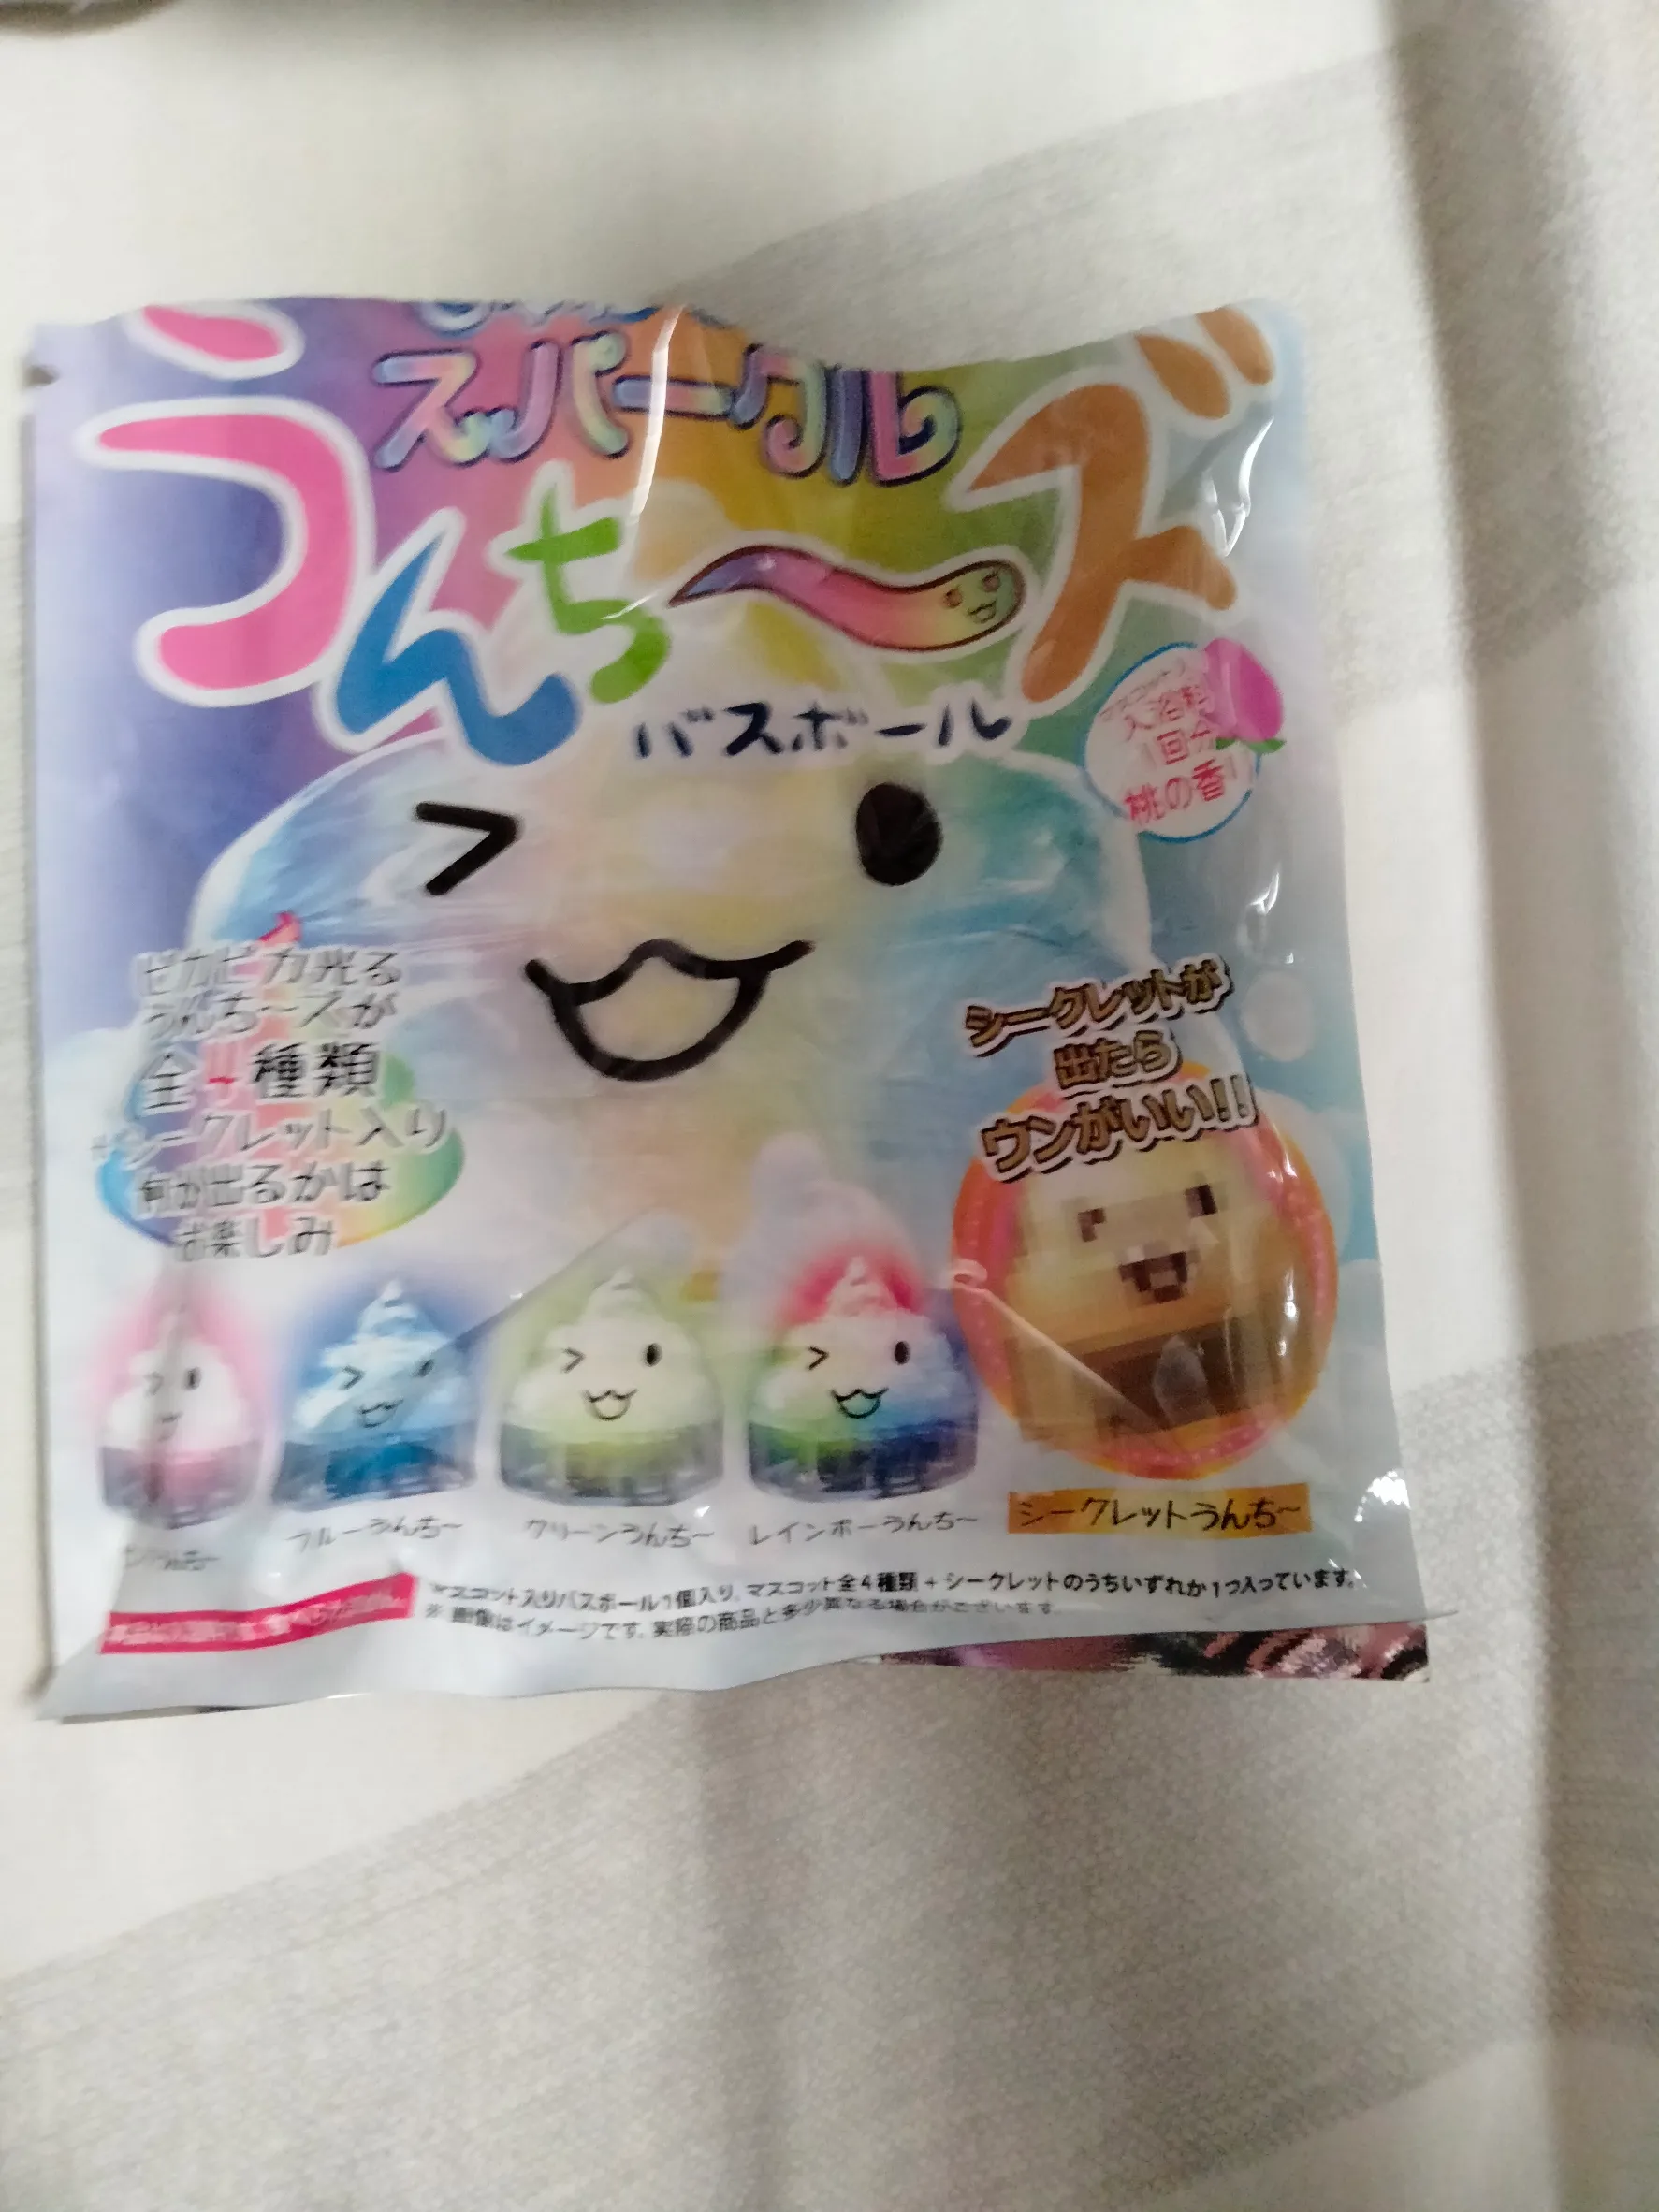 スパークル
うんち〜ズ
バスボール
入浴料
1回分
桃の香り
ピカピカ光る
うんち〜ズが
全4種類
+シークレット入り
何が出るかは
お楽しみ
シークレットが
出たら
ウンがいい!!
ブルーうんち〜
グリーンうんち〜
レインボーうんち〜
シークレットうんち〜
マスコット入りバスボール1個入り。マスコット全4種類+シークレットのうちいずれか1つ入っています。
※画像はイメージです。実際の商品と多少異なる場合がございます。